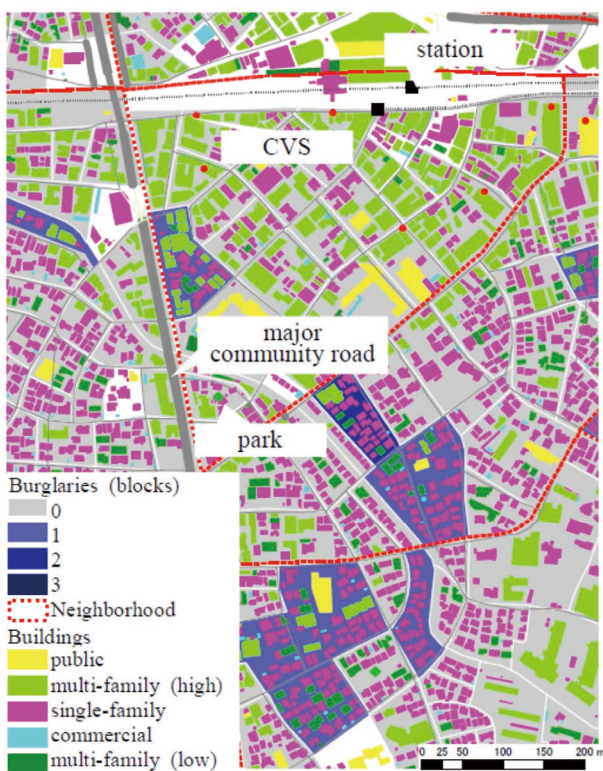 station
CVS
major
community road
park
Burglaries (blocks)
0
1
2
3
Neighborhood
Buildings
public
multi-family (high)
single-family
commercial
multi-family (low)
0 25 50 100 150 200 m